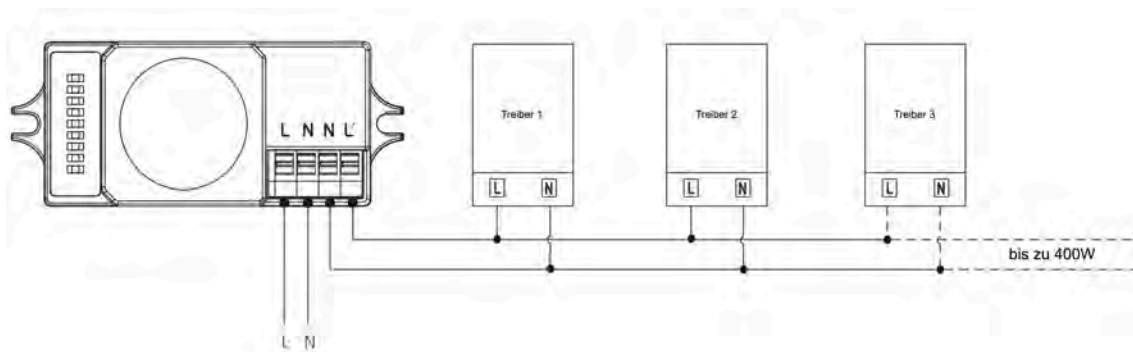 L N N L'
Treiber 1
Treiber 2
Treiber 3
L N
L N
L N
bis zu 400W
L N